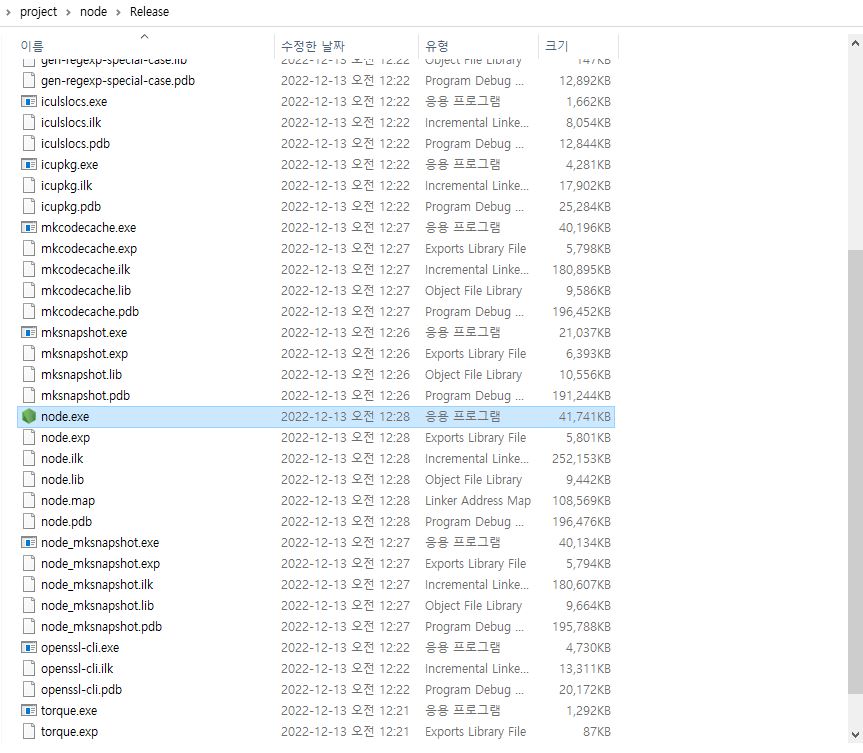 project > node > Release
이름 수정한 날짜 유형 크기
gen-regexp-special-case.lib 2022-12-13 오전 12:22 Object File Library 147KB
gen-regexp-special-case.pdb 2022-12-13 오전 12:22 Program Debug ... 12,892KB
iculslocs.exe 2022-12-13 오전 12:22 응용 프로그램 1,662KB
iculslocs.ilk 2022-12-13 오전 12:22 Incremental Linke... 8,054KB
iculslocs.pdb 2022-12-13 오전 12:22 Program Debug ... 12,844KB
icupkg.exe 2022-12-13 오전 12:22 응용 프로그램 4,281KB
icupkg.ilk 2022-12-13 오전 12:22 Incremental Linke... 17,902KB
icupkg.pdb 2022-12-13 오전 12:22 Program Debug ... 25,284KB
mkcodecache.exe 2022-12-13 오전 12:27 응용 프로그램 40,196KB
mkcodecache.exp 2022-12-13 오전 12:27 Exports Library File 5,798KB
mkcodecache.ilk 2022-12-13 오전 12:27 Incremental Linke... 180,895KB
mkcodecache.lib 2022-12-13 오전 12:27 Object File Library 9,586KB
mkcodecache.pdb 2022-12-13 오전 12:27 Program Debug ... 196,452KB
mksnapshot.exe 2022-12-13 오전 12:26 응용 프로그램 21,037KB
mksnapshot.exp 2022-12-13 오전 12:26 Exports Library File 6,393KB
mksnapshot.lib 2022-12-13 오전 12:26 Object File Library 10,556KB
mksnapshot.pdb 2022-12-13 오전 12:26 Program Debug ... 191,244KB
node.exe 2022-12-13 오전 12:28 응용 프로그램 41,741KB
node.exp 2022-12-13 오전 12:28 Exports Library File 5,801KB
node.ilk 2022-12-13 오전 12:28 Incremental Linke... 252,153KB
node.lib 2022-12-13 오전 12:28 Object File Library 9,442KB
node.map 2022-12-13 오전 12:28 Linker Address Map 108,569KB
node.pdb 2022-12-13 오전 12:28 Program Debug ... 196,476KB
node_mksnapshot.exe 2022-12-13 오전 12:27 응용 프로그램 40,134KB
node_mksnapshot.exp 2022-12-13 오전 12:27 Exports Library File 5,794KB
node_mksnapshot.ilk 2022-12-13 오전 12:27 Incremental Linke... 180,607KB
node_mksnapshot.lib 2022-12-13 오전 12:27 Object File Library 9,664KB
node_mksnapshot.pdb 2022-12-13 오전 12:27 Program Debug ... 195,788KB
openssl-cli.exe 2022-12-13 오전 12:22 응용 프로그램 4,730KB
openssl-cli.ilk 2022-12-13 오전 12:22 Incremental Linke... 13,311KB
openssl-cli.pdb 2022-12-13 오전 12:22 Program Debug ... 20,172KB
torque.exe 2022-12-13 오전 12:21 응용 프로그램 1,292KB
torque.exp 2022-12-13 오전 12:21 Exports Library File 87KB